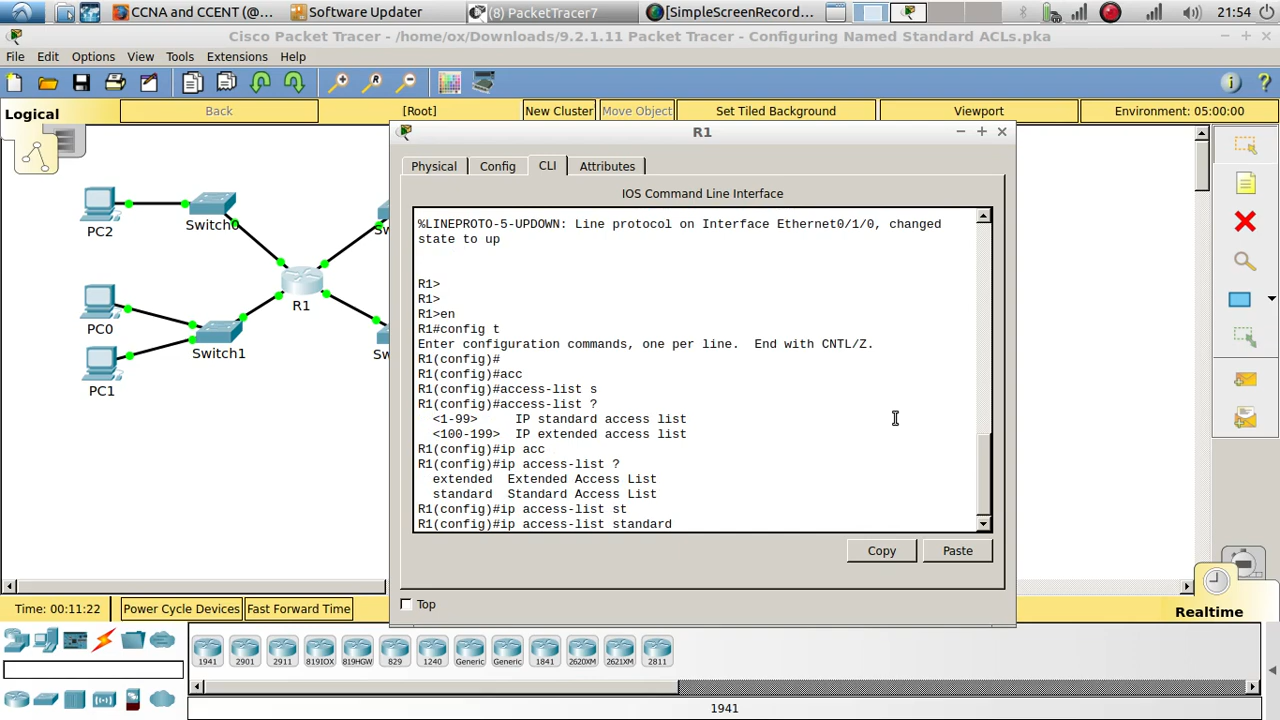 CCNA and CCENT (@...
Software Updater
(8) PacketTracer7
[SimpleScreenRecord...
21:54
Cisco Packet Tracer - /home/ox/Downloads/9.2.1.11 Packet Tracer - Configuring Named Standard ACLs.pka
File Edit Options View Tools Extensions Help
Logical
Back
[Root]
New Cluster
Move Object
Set Tiled Background
Viewport
Environment: 05:00:00
R1
Physical Config CLI Attributes
IOS Command Line Interface
%LINEPROTO-5-UPDOWN: Line protocol on Interface Ethernet0/1/0, changed
state to up
R1>
R1>
R1>en
R1#config t
Enter configuration commands, one per line.  End with CNTL/Z.
R1(config)#
R1(config)#acc
R1(config)#access-list s
R1(config)#access-list ?
<1-99>     IP standard access list
<100-199>  IP extended access list
R1(config)#ip acc
R1(config)#ip access-list ?
extended  Extended Access List
standard  Standard Access List
R1(config)#ip access-list st
R1(config)#ip access-list standard
Copy
Paste
Top
PC2
Switch0
Sw
R1
PC0
Switch1
Sw
PC1
Time: 00:11:22
Power Cycle Devices
Fast Forward Time
Realtime
1941 2901 2911 819IOX 819HGW 829 1240 Generic Generic 1841 2620XM 2621XM 2811
1941